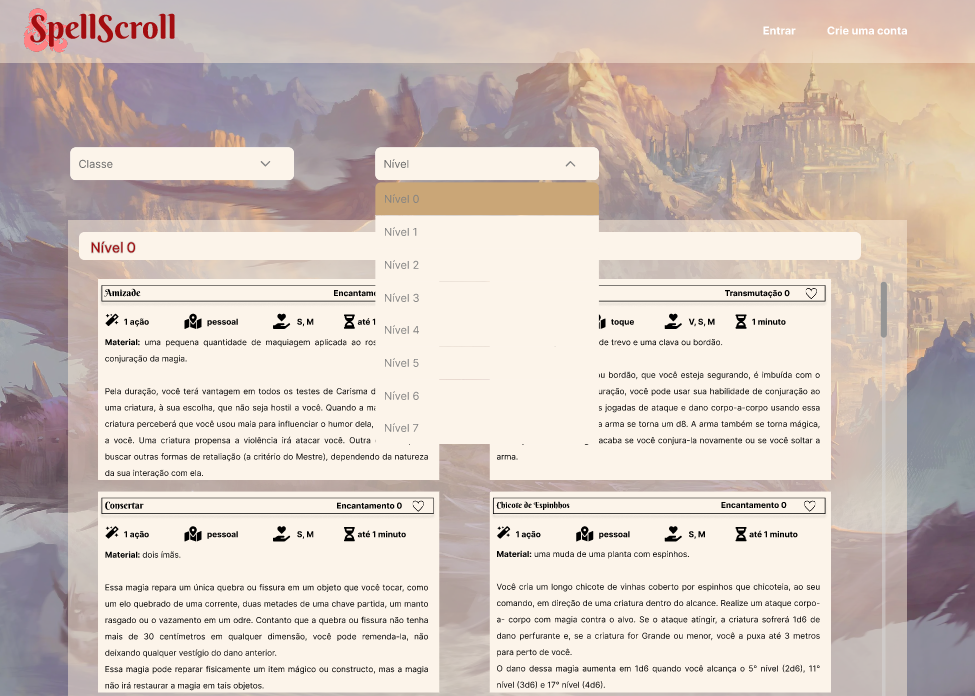 SpellScroll
Entrar
Crie uma conta
Classe
Nível
Nível 0
Nível 1
Nível 2
Nível 3
Nível 4
Nível 5
Nível 6
Nível 7
Nível 0
Amizade
Encantam
1 ação
pessoal
S, M
até 1
Material: uma pequena quantidade de maquiagem aplicada ao ros
conjuração da magia.
Pela duração, você terá vantagem em todos os testes de Carisma d
uma criatura, à sua escolha, que não seja hostil a você. Quando a ma
criatura perceberá que você usou maia para influenciar o humor dela,
a você. Uma criatura propensa a violência irá atacar você. Outra
buscar outras formas de retaliação (a critério do Mestre), dependendo da natureza
da sua interação com ela.
Transmutação 0
toque
V, S, M
1 minuto
de trevo e uma clava ou bordão.
ou bordão, que você esteja segurando, é imbuída com o
uração, você pode usar sua habilidade de conjuração ao
s jogadas de ataque e dano corpo-a-corpo usando essa
a arma se torna um d8. A arma também se torna mágica,
acaba se você conjura-la novamente ou se você soltar a
arma.
Consertar
Encantamento 0
1 ação
pessoal
S, M
até 1 minuto
Material: dois ímãs.
Essa magia repara um única quebra ou fissura em um objeto que você tocar, como
um elo quebrado de uma corrente, duas metades de uma chave partida, um manto
rasgado ou o vazamento em um odre. Contanto que a quebra ou fissura não tenha
mais de 30 centímetros em qualquer dimensão, você pode remenda-la, não
deixando qualquer vestígio do dano anterior.
Essa magia pode reparar fisicamente um item mágico ou constructo, mas a magia
não irá restaurar a magia em tais objetos.
Chicote de Espinhos
Encantamento 0
1 ação
pessoal
S, M
até 1 minuto
Material: uma muda de uma planta com espinhos.
Você cria um longo chicote de vinhas coberto por espinhos que chicoteia, ao seu
comando, em direção de uma criatura dentro do alcance. Realize um ataque corpo-
a- corpo com magia contra o alvo. Se o ataque atingir, a criatura sofrerá 1d6 de
dano perfurante e, se a criatura for Grande ou menor, você a puxa até 3 metros
para perto de você.
O dano dessa magia aumenta em 1d6 quando você alcança o 5° nível (2d6), 11°
nível (3d6) e 17° nível (4d6).